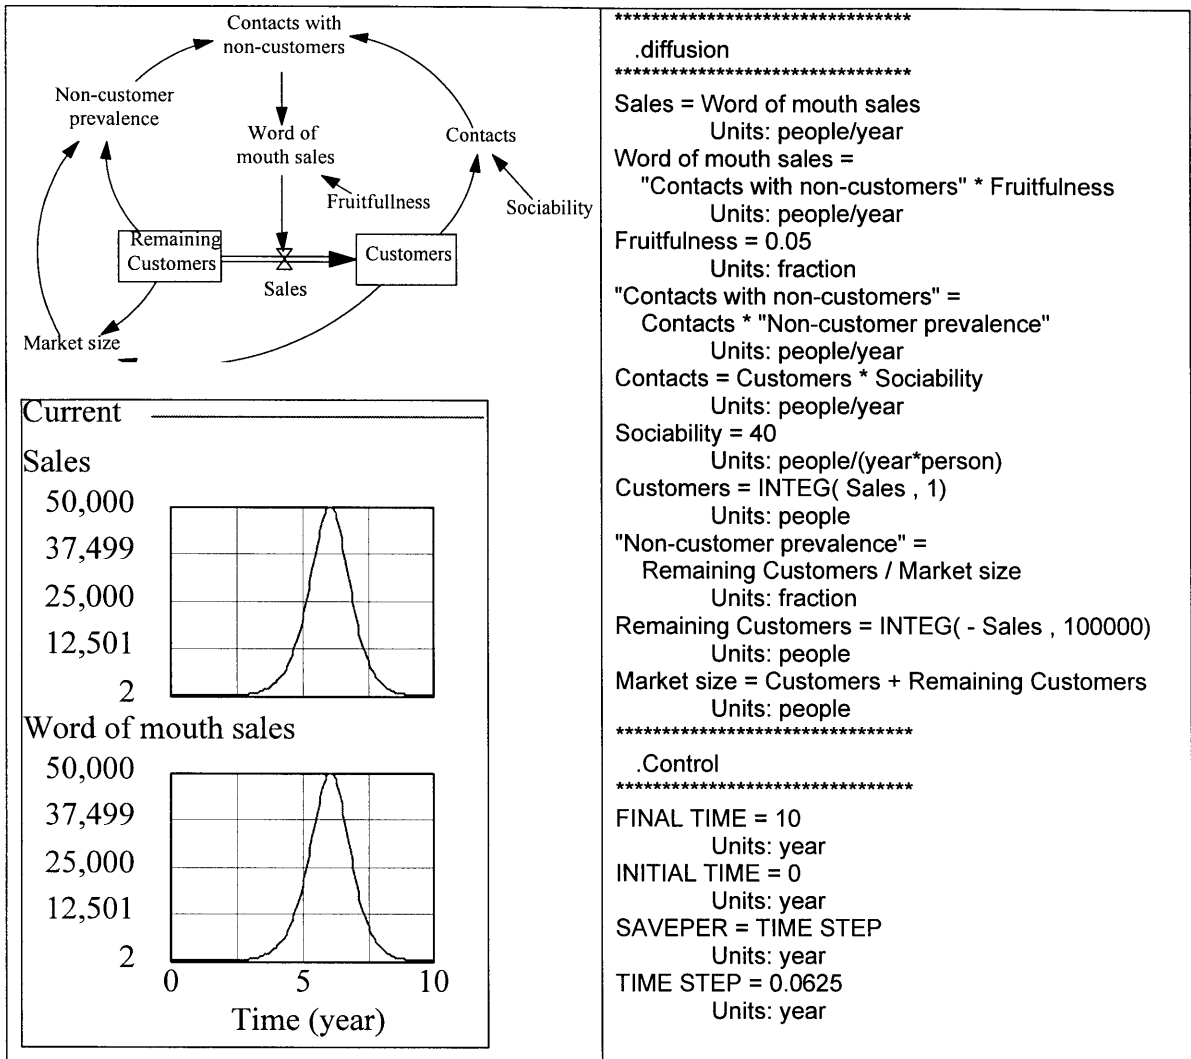 Contacts with
non-customers
Non-customer
prevalence
Word of
mouth sales
Contacts
Fruitfullness
Sociability
Remaining
Customers
Customers
Sales
Market size
Current
Sales
50,000
37,499
25,000
12,501
2
Word of mouth sales
50,000
37,499
25,000
12,501
2
0 5 10
Time (year)
********************************
.diffusion
********************************
Sales = Word of mouth sales
Units: people/year
Word of mouth sales =
"Contacts with non-customers" * Fruitfulness
Units: people/year
Fruitfulness = 0.05
Units: fraction
"Contacts with non-customers" =
Contacts * "Non-customer prevalence"
Units: people/year
Contacts = Customers * Sociability
Units: people/year
Sociability = 40
Units: people/(year*person)
Customers = INTEG( Sales , 1)
Units: people
"Non-customer prevalence" =
Remaining Customers / Market size
Units: fraction
Remaining Customers = INTEG( - Sales , 100000)
Units: people
Market size = Customers + Remaining Customers
Units: people
********************************
.Control
********************************
FINAL TIME = 10
Units: year
INITIAL TIME = 0
Units: year
SAVEPER = TIME STEP
Units: year
TIME STEP = 0.0625
Units: year